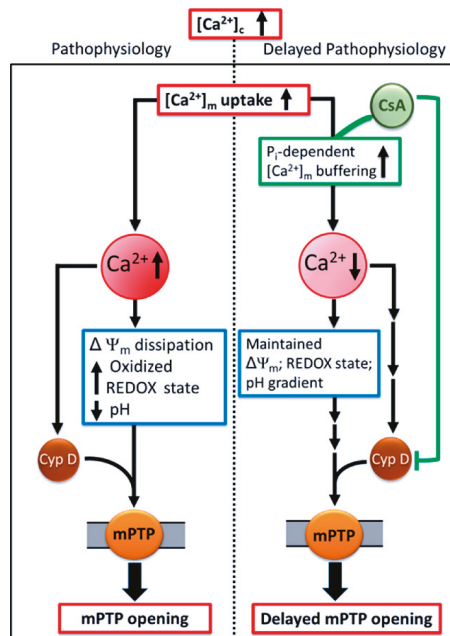 [Ca²⁺]c
Pathophysiology
Delayed Pathophysiology
[Ca²⁺]m uptake
CsA
Pi-dependent
[Ca²⁺]m buffering
Ca²⁺
Ca²⁺
Δ Ψm dissipation
Oxidized
REDOX state
pH
Maintained
ΔΨm; REDOX state;
pH gradient
Cyp D
Cyp D
mPTP
mPTP
mPTP opening
Delayed mPTP opening